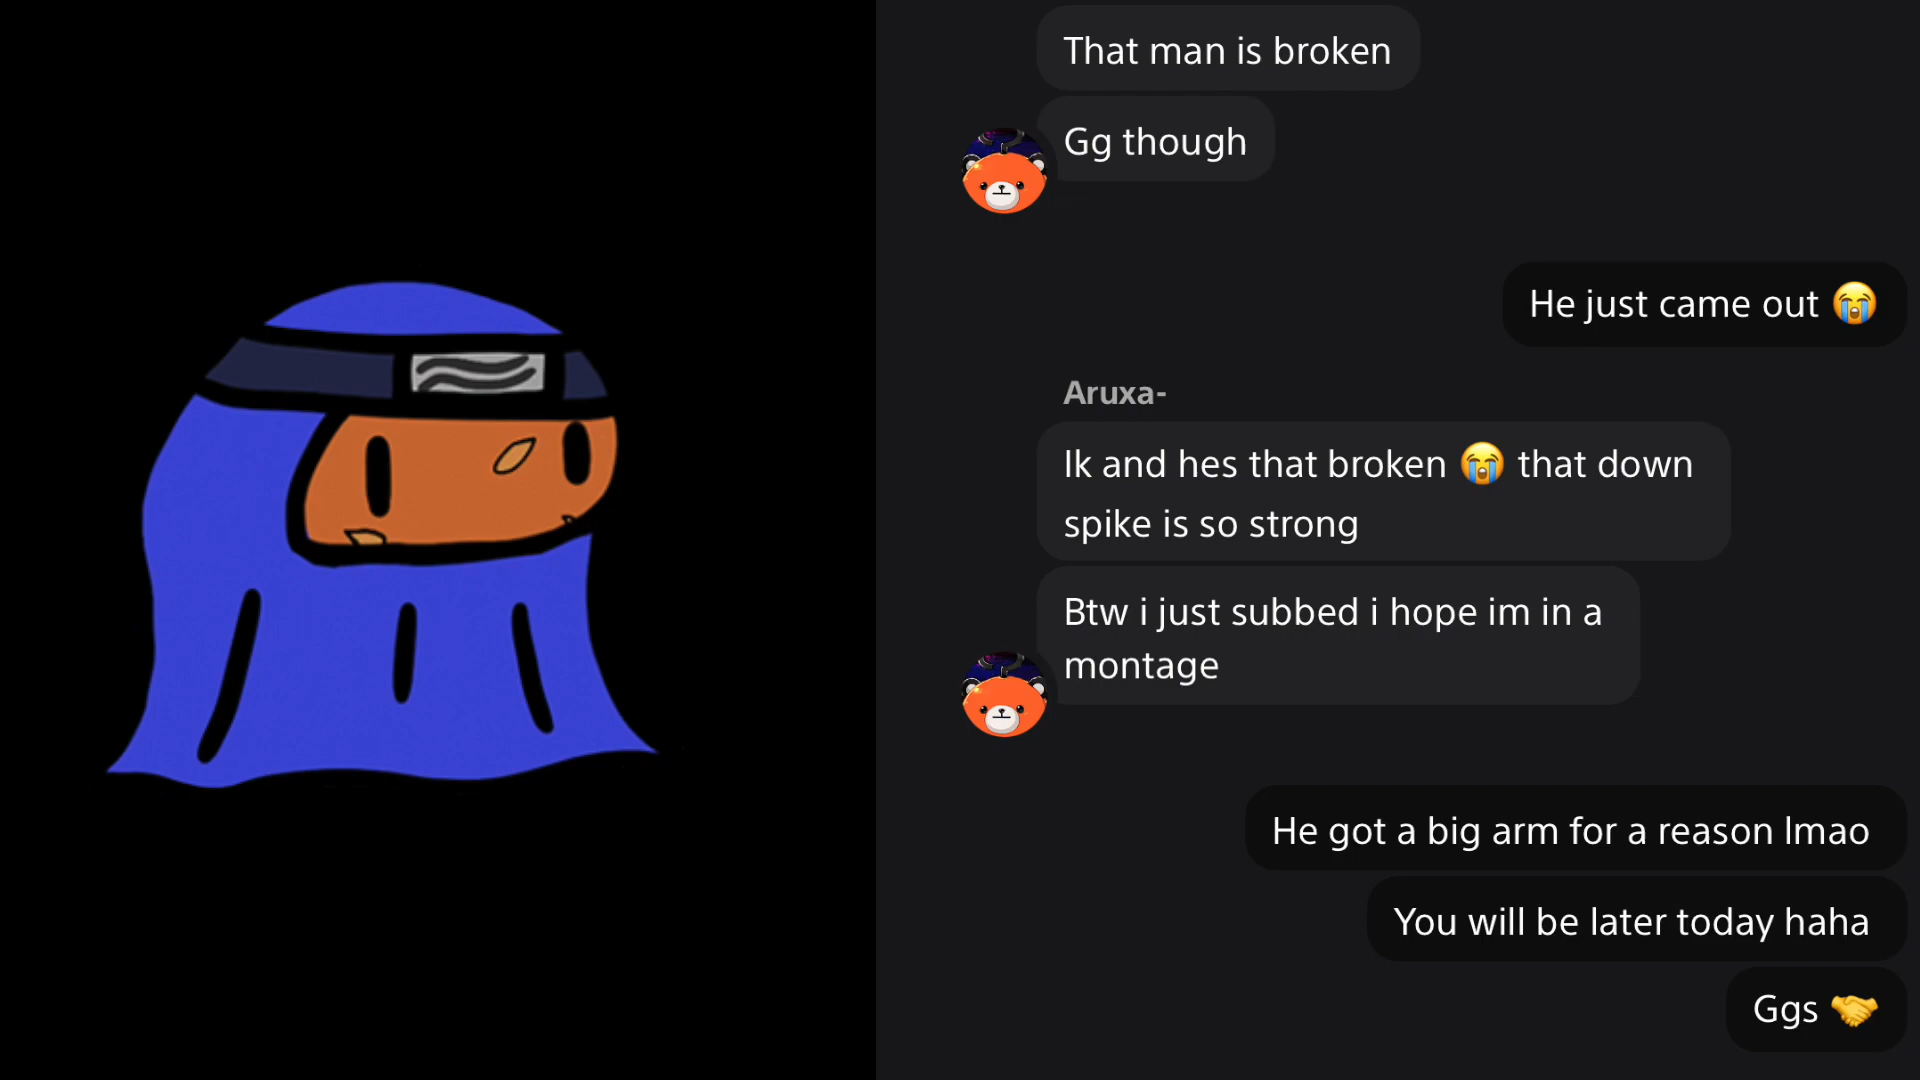 That man is broken
Gg though
He just came out 😭
Aruxa-
Ik and hes that broken 😭 that down
spike is so strong
Btw i just subbed i hope im in a
montage
He got a big arm for a reason lmao
You will be later today haha
Ggs 🤝